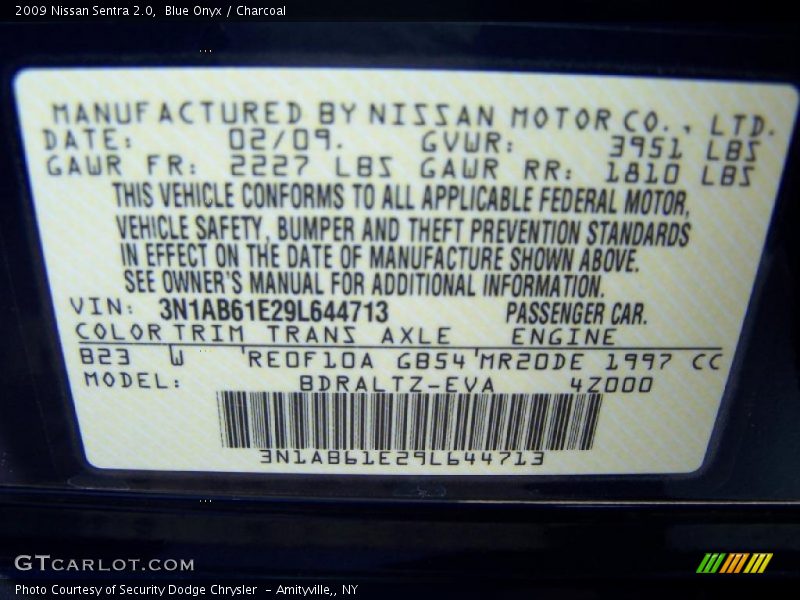 2009 Nissan Sentra 2.0,  Blue Onyx / Charcoal
MANUFACTURED BY NISSAN MOTOR CO., LTD.
DATE: 02/09. GVWR: 3951 LBS
GAWR FR: 2227 LBS GAWR RR: 1810 LBS
THIS VEHICLE CONFORMS TO ALL APPLICABLE FEDERAL MOTOR,
VEHICLE SAFETY, BUMPER AND THEFT PREVENTION STANDARDS
IN EFFECT ON THE DATE OF MANUFACTURE SHOWN ABOVE.
SEE OWNER'S MANUAL FOR ADDITIONAL INFORMATION.
VIN: 3N1AB61E29L644713 PASSENGER CAR.
COLOR TRIM TRANS AXLE ENGINE
B23 W 'RE0F10A GB54'MR20DE 1997 CC
MODEL: BDRALTZ-EVA 4Z000
3N1AB61E29L644713
GTCARLOT.COM
Photo Courtesy of Security Dodge Chrysler  - Amityville,, NY